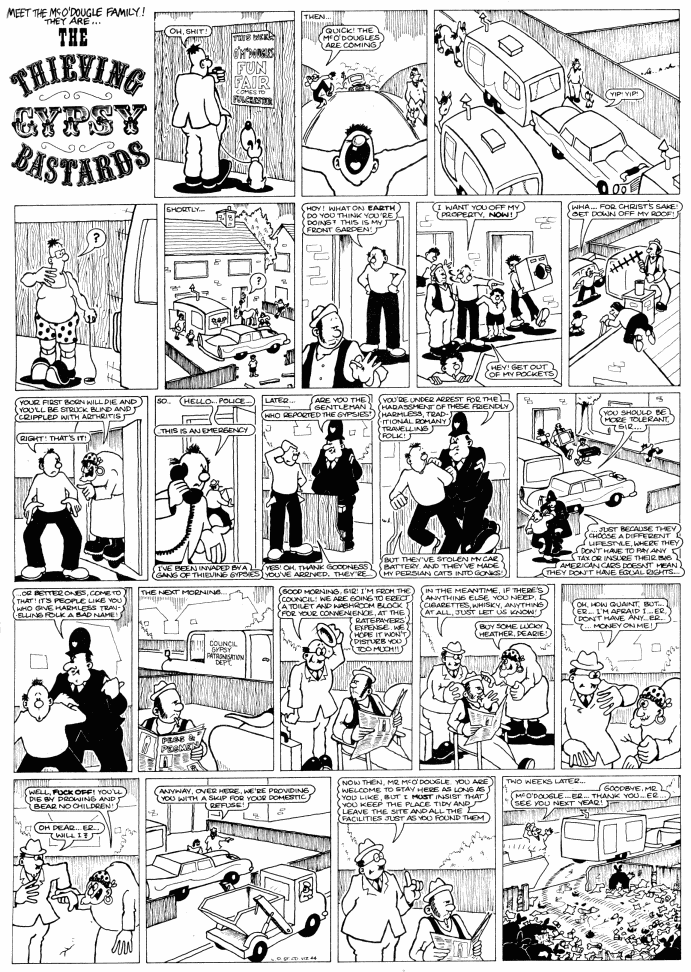 MEET THE McO'DOUGLE FAMILY!
THEY ARE...
THE
THIEVING
GYPSY
BASTARDS
OH, SHIT!
THIS WEEK
O'McDOUGLES
FUN
FAIR
COMES TO
FULCHESTER
THEN...
QUICK! THE
McO'DOUGLES
ARE COMING
YIP! YIP!
?
SHORTLY...
?
HOY! WHAT ON EARTH
DO YOU THINK YOU'RE
DOING? THIS IS MY
FRONT GARDEN!
I WANT YOU OFF MY
PROPERTY, NOW!
HEY! GET OUT
OF MY POCKETS
WHA... FOR CHRIST'S SAKE!
GET DOWN OFF MY ROOF!
YOUR FIRST BORN WILL DIE AND
YOU'LL BE STRUCK BLIND AND
CRIPPLED WITH ARTHRITIS
RIGHT! THAT'S IT!
SO...
HELLO... POLICE...
THIS IS AN EMERGENCY
I'VE BEEN INVADED BY A
GANG OF THIEVING GYPSIES
LATER...
ARE YOU THE
GENTLEMAN
WHO REPORTED THE GYPSIES?
YES! OH, THANK GOODNESS
YOU'VE ARRIVED. THEY'RE...
YOU'RE UNDER ARREST FOR THE
HARASSMENT OF THESE FRIENDLY
HARMLESS, TRAD-
ITIONAL ROMANY
TRAVELLING
FOLK!
BUT THEY'VE STOLEN MY CAR
BATTERY AND THEY'VE MADE
MY PERSIAN CATS INTO GONKS!
YOU SHOULD BE
MORE TOLERANT,
SIR...
...JUST BECAUSE THEY
CHOOSE A DIFFERENT
LIFESTYLE, WHERE THEY
DON'T HAVE TO PAY ANY
TAX OR INSURE THEIR BIG
AMERICAN CARS DOESN'T MEAN
THEY DON'T HAVE EQUAL RIGHTS...
...OR BETTER ONES, COME TO
THAT! IT'S PEOPLE LIKE YOU
WHO GIVE HARMLESS TRAV-
ELLING FOLK A BAD NAME!
THE NEXT MORNING...
COUNCIL
GYPSY
PATRONISATION
DEPT.
PEGS &
GOOD MORNING, SIR! I'M FROM THE
COUNCIL! WE ARE GOING TO ERECT
A TOILET AND WASHROOM BLOCK
FOR YOUR CONVENIENCE, AT THE
RATEPAYERS'
EXPENSE. WE
HOPE IT WON'T
DISTURB YOU
TOO MUCH!!
IN THE MEANTIME, IF THERE'S
ANYTHING ELSE YOU NEED,
CIGARETTES, WHISKY, ANYTHING
AT ALL, JUST LET US KNOW!
BUY SOME LUCKY
HEATHER, DEARIE!
OH, HOW QUAINT, BUT...
ER... I'M AFRAID I... ER...
DON'T HAVE ANY... ER...
... MONEY ON ME!
WELL, FUCK OFF! YOU'LL
DIE BY DROWING AND
BEAR NO CHILDREN!
OH DEAR... ER...
WILL I?
ANYWAY, OVER HERE, WE'RE PROVIDING
YOU WITH A SKIP FOR YOUR DOMESTIC
REFUSE!
NOW THEN, MR McO'DOUGLE. YOU ARE
WELCOME TO STAY HERE AS LONG AS
YOU LIKE, BUT I MUST INSIST THAT
YOU KEEP THE PLACE TIDY AND
LEAVE THE SITE AND ALL THE
FACILITIES JUST AS YOU FOUND THEM
TWO WEEKS LATER...
GOODBYE, MR.
McO'DOUGLE... ER... THANK YOU... ER...
SEE YOU NEXT YEAR!